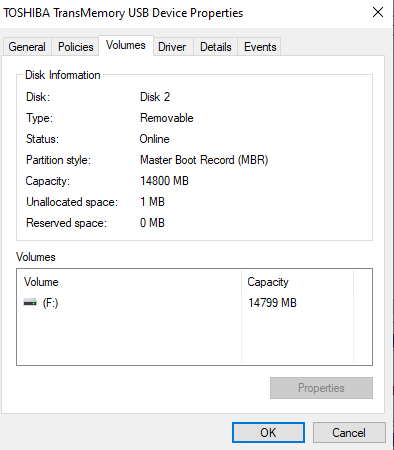 TOSHIBA TransMemory USB Device Properties
General Policies Volumes Driver Details Events
Disk Information
Disk: Disk 2
Type: Removable
Status: Online
Partition style: Master Boot Record (MBR)
Capacity: 14800 MB
Unallocated space: 1 MB
Reserved space: 0 MB
Volumes
Volume Capacity
(F:) 14799 MB
Properties
OK Cancel